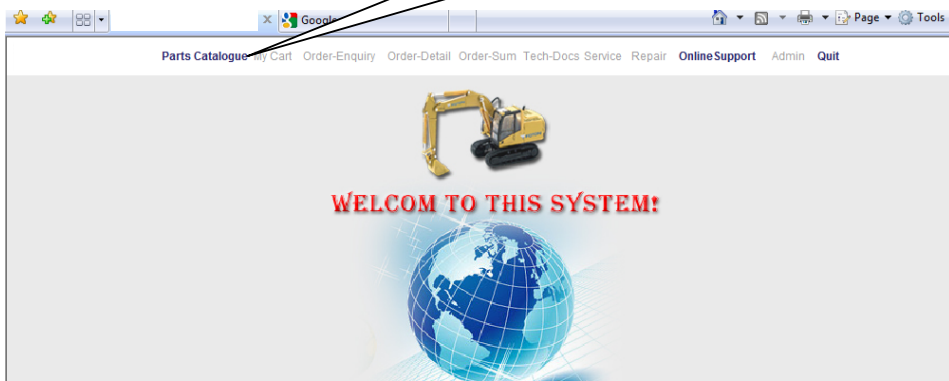 Google
Page Tools
Parts Catalogue My Cart Order-Enquiry Order-Detail Order-Sum Tech-Docs Service Repair OnlineSupport Admin Quit
WELCOM TO THIS SYSTEM!